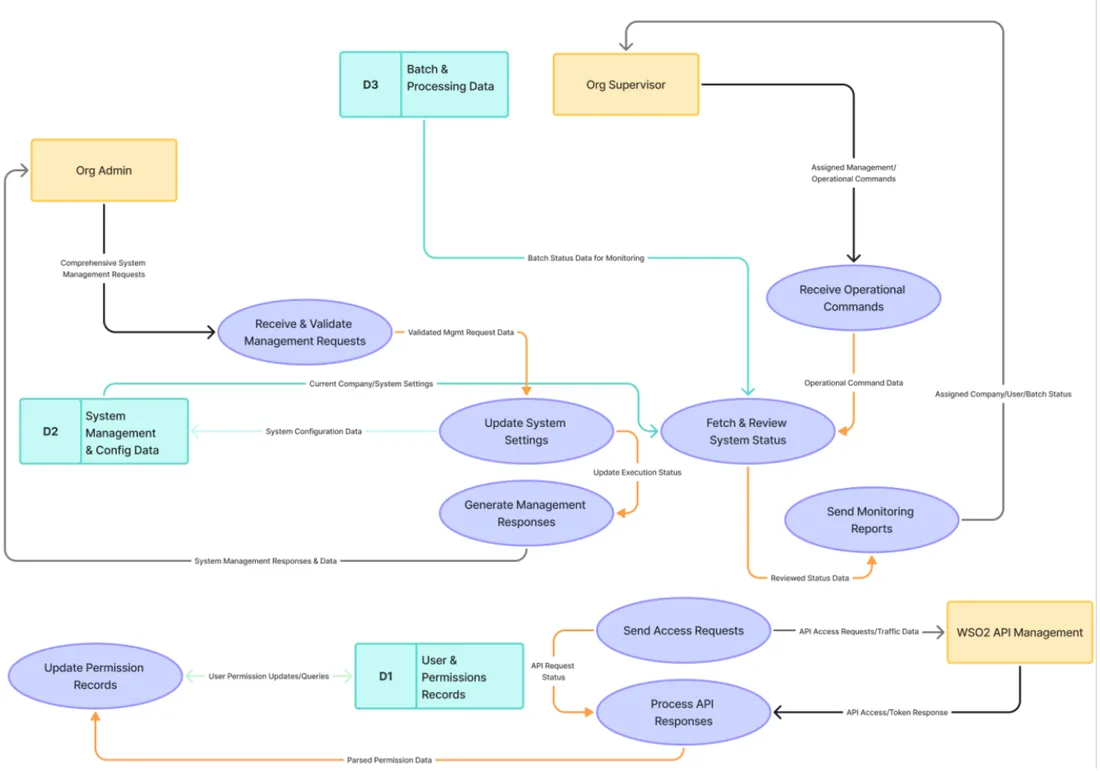 D3
Batch &
Processing Data
Org Supervisor
Org Admin
Assigned Management/
Operational Commands
Comprehensive System
Management Requests
Batch Status Data for Monitoring
Receive Operational
Commands
Receive & Validate
Management Requests
Validated Mgmt Request Data
Current Company/System Settings
Operational Command Data
Assigned Company/User/Batch Status
D2
System
Management
& Config Data
System Configuration Data
Update System
Settings
Fetch & Review
System Status
Update Execution Status
Generate Management
Responses
Send Monitoring
Reports
System Management Responses & Data
Reviewed Status Data
Send Access Requests
API Access Requests/Traffic Data
WSO2 API Management
Update Permission
Records
User Permission Updates/Queries
D1
User &
Permissions
Records
API Request
Status
Process API
Responses
API Access/Token Response
Parsed Permission Data